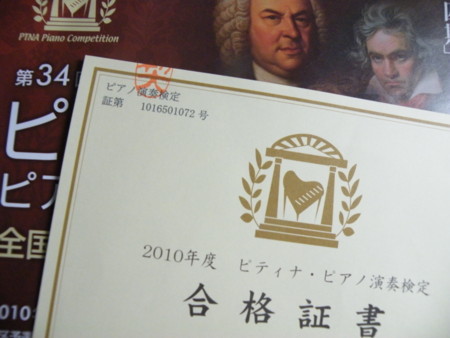 PTNA Piano Competition
第34
ピ
ピア
全国
2010
ピアノ演奏検定
証第 1016501072 号
2010年度 ピティナ・ピアノ演奏検定
合格証書